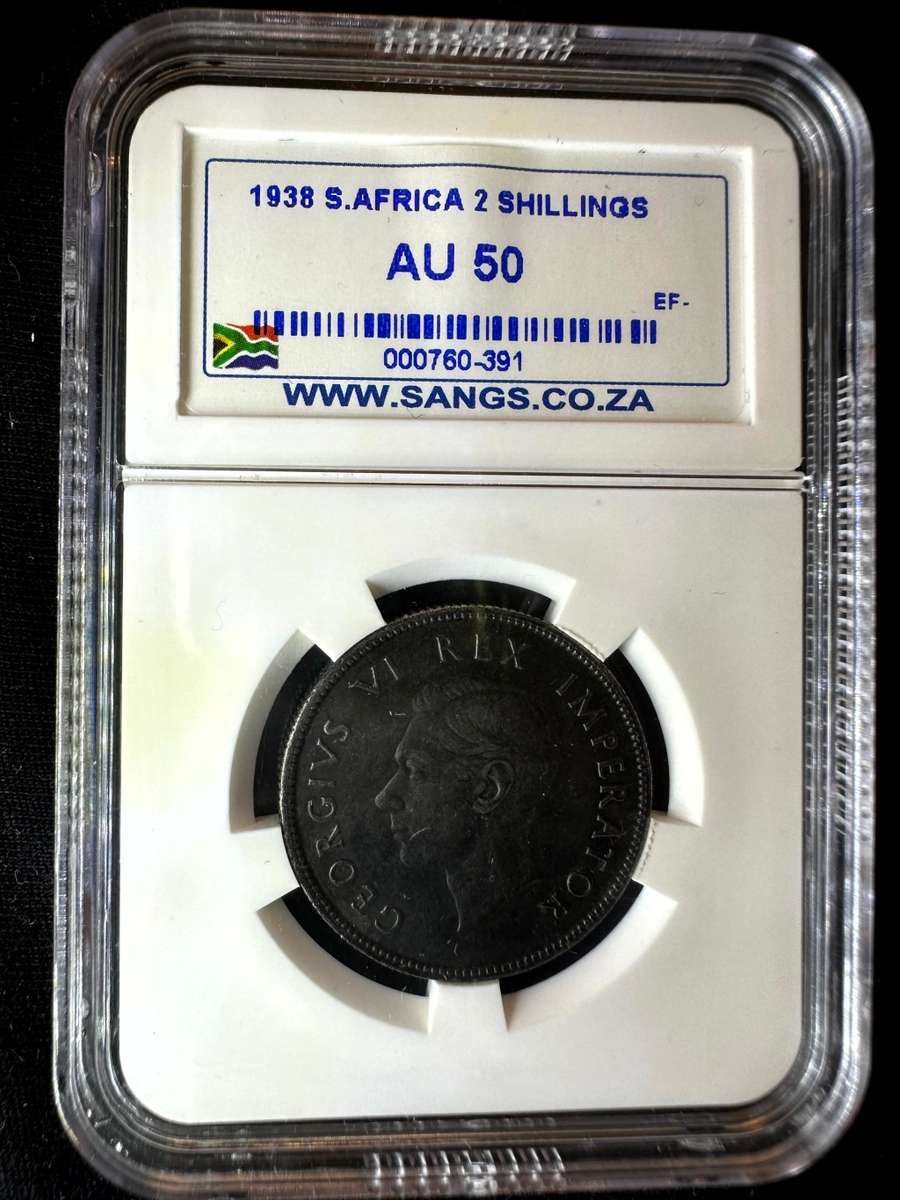 1938 S.AFRICA 2 SHILLINGS
AU 50
EF-
000760-391
WWW.SANGS.CO.ZA
GEORGIVS VI REX IMPERATOR